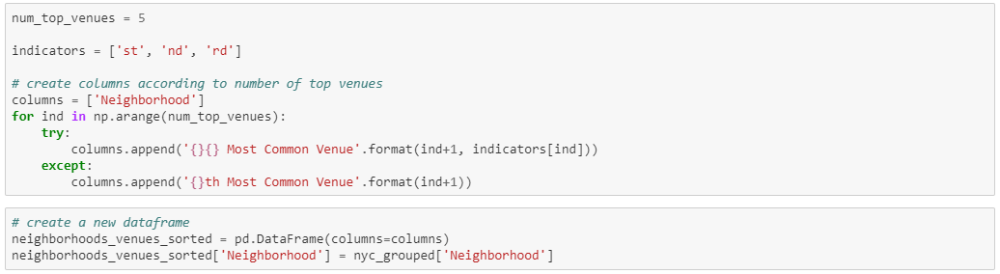 num_top_venues = 5
indicators = ['st', 'nd', 'rd']
# create columns according to number of top venues
columns = ['Neighborhood']
for ind in np.arange(num_top_venues):
    try:
        columns.append('{}{} Most Common Venue'.format(ind+1, indicators[ind]))
    except:
        columns.append('{}th Most Common Venue'.format(ind+1))
# create a new dataframe
neighborhoods_venues_sorted = pd.DataFrame(columns=columns)
neighborhoods_venues_sorted['Neighborhood'] = nyc_grouped['Neighborhood']